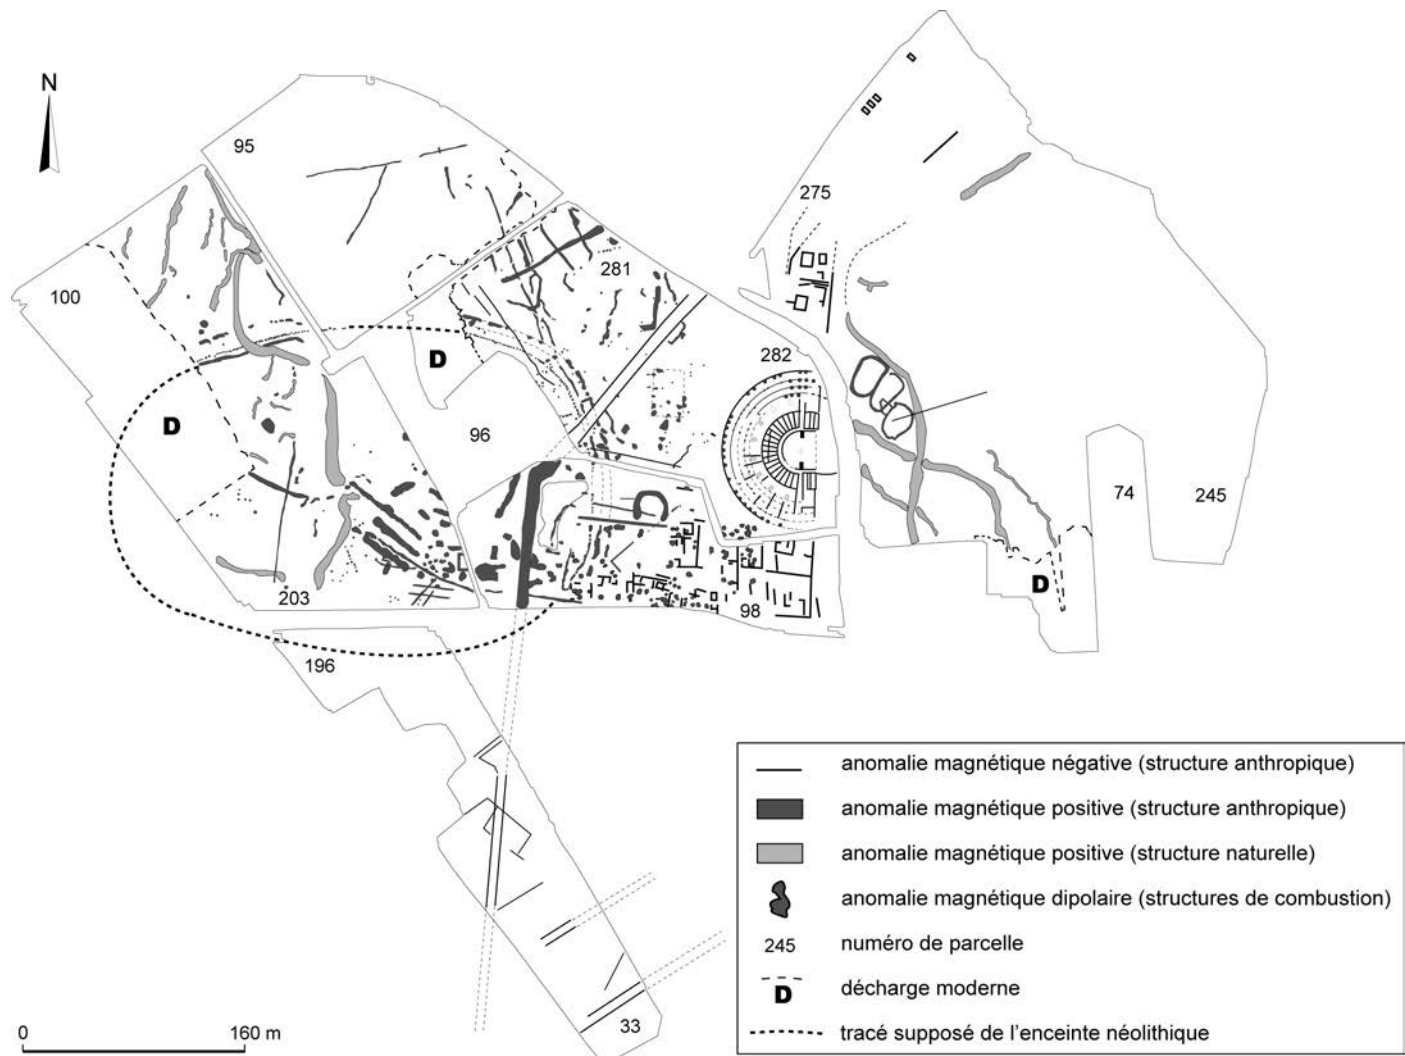 N
95
275
281
100
D
282
D
96
74
245
203
98
D
196
33
0 160 m
anomalie magnétique négative (structure anthropique)
anomalie magnétique positive (structure anthropique)
anomalie magnétique positive (structure naturelle)
anomalie magnétique dipolaire (structures de combustion)
245 numéro de parcelle
D décharge moderne
tracé supposé de l'enceinte néolithique